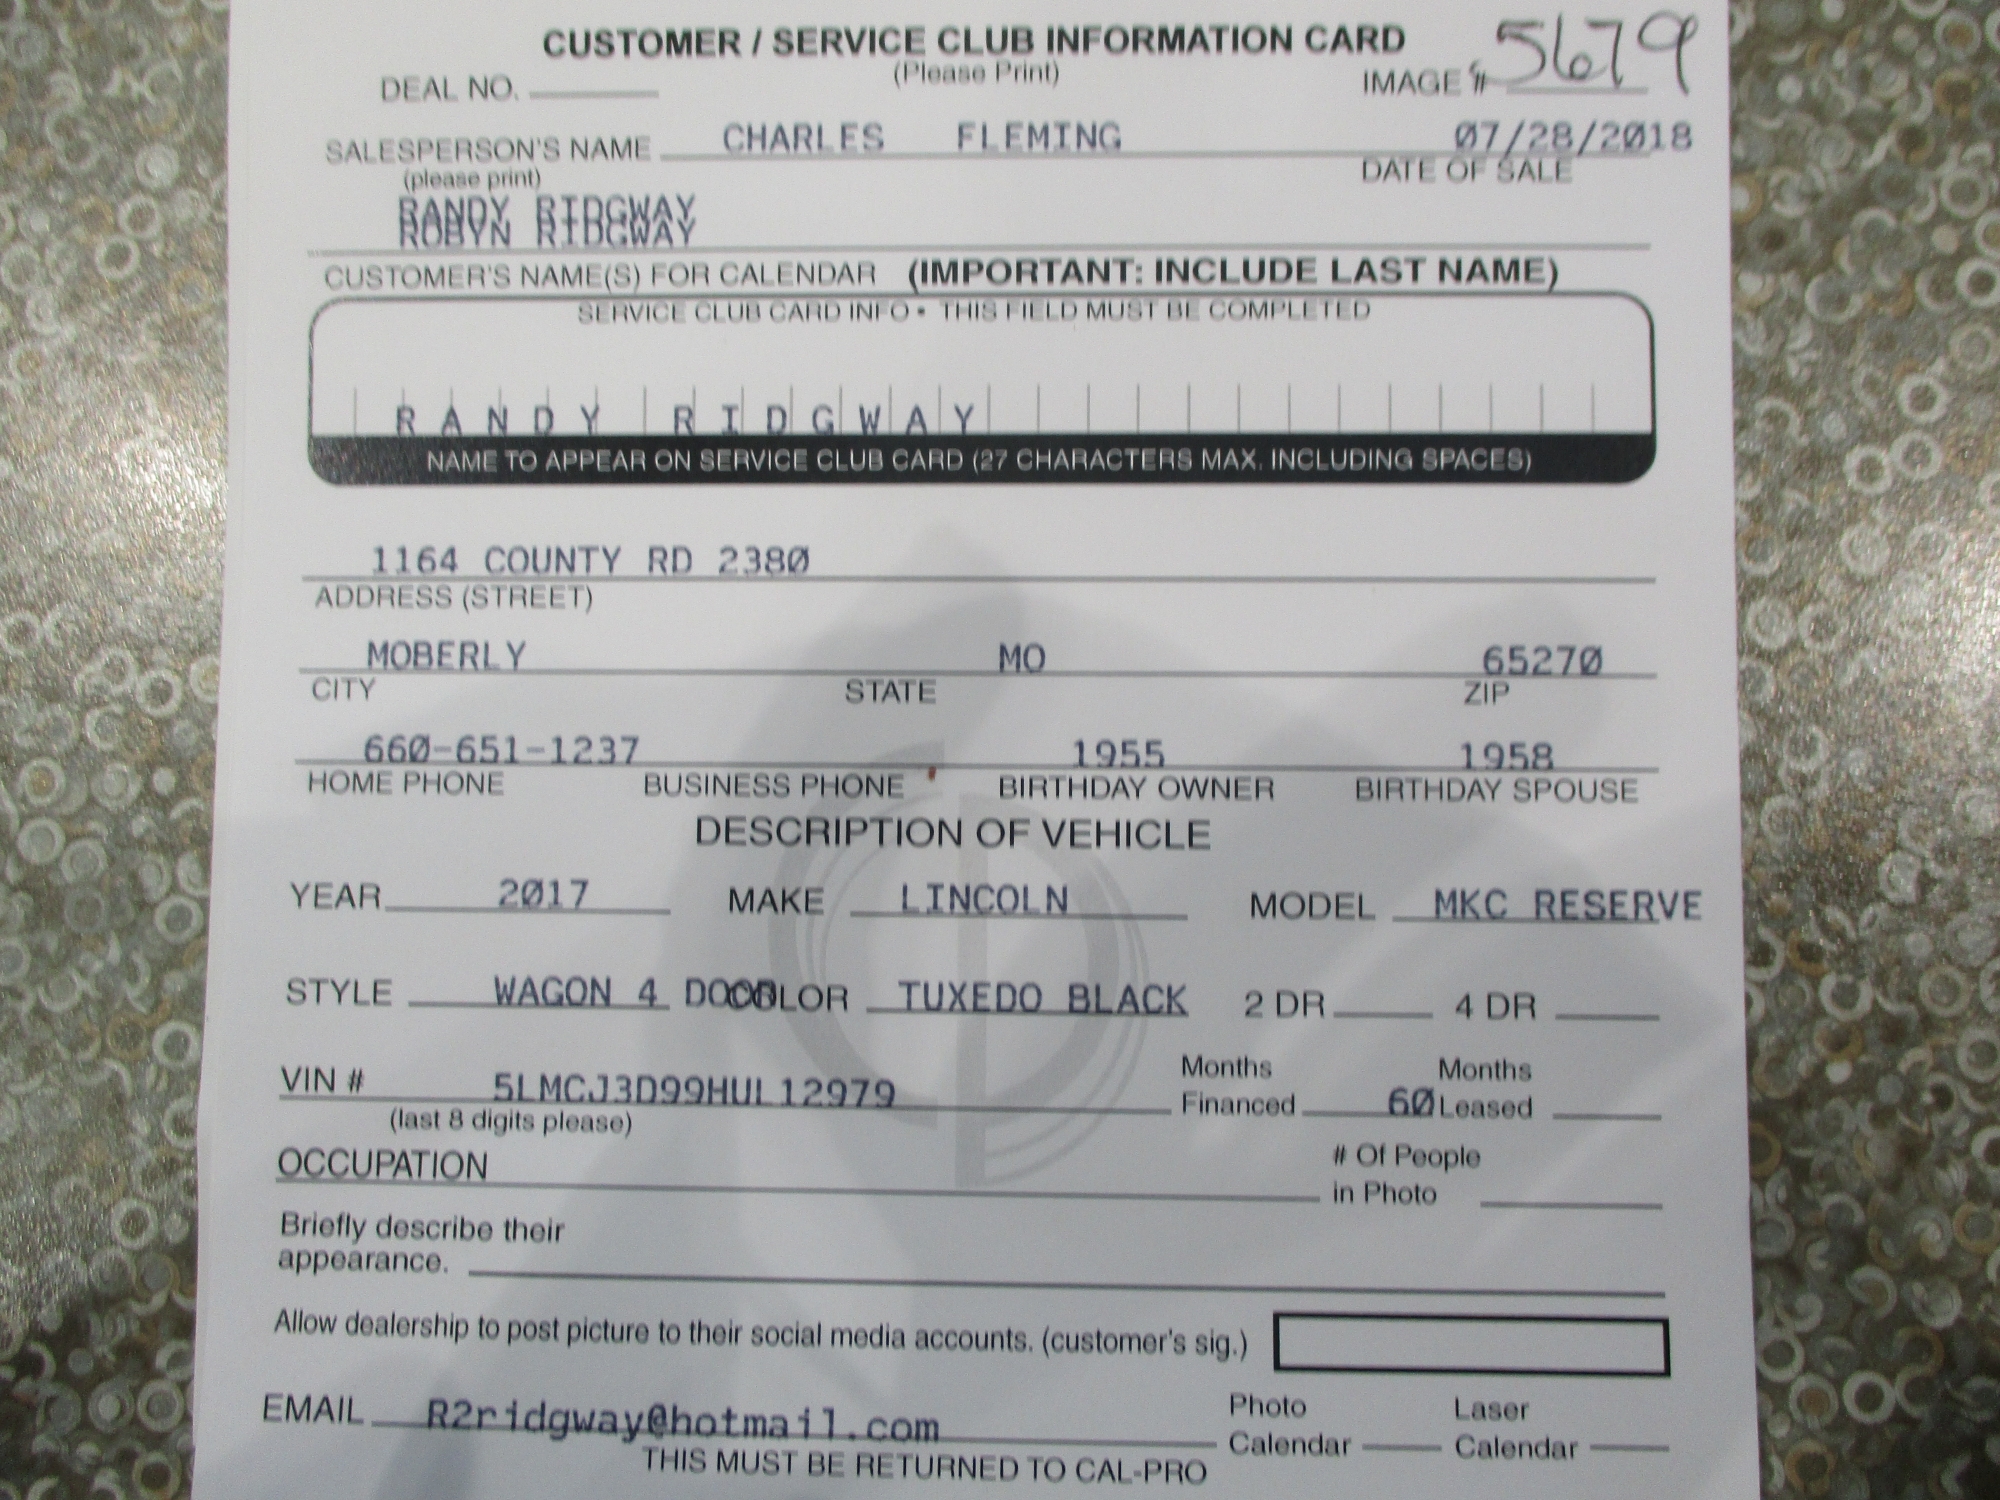 CUSTOMER / SERVICE CLUB INFORMATION CARD
(Please Print)
DEAL NO. IMAGE # 5679
SALESPERSON'S NAME CHARLES FLEMING 07/28/2018
(please print) DATE OF SALE
RANDY RIDGWAY
ROBYN RIDGWAY
CUSTOMER'S NAME(S) FOR CALENDAR (IMPORTANT: INCLUDE LAST NAME)
SERVICE CLUB CARD INFO • THIS FIELD MUST BE COMPLETED
RANDY RIDGWAY
NAME TO APPEAR ON SERVICE CLUB CARD (27 CHARACTERS MAX. INCLUDING SPACES)
1164 COUNTY RD 2380
ADDRESS (STREET)
MOBERLY MO 65270
CITY STATE ZIP
660-651-1237 1955 1958
HOME PHONE BUSINESS PHONE BIRTHDAY OWNER BIRTHDAY SPOUSE
DESCRIPTION OF VEHICLE
YEAR 2017 MAKE LINCOLN MODEL MKC RESERVE
STYLE WAGON 4 DOOR COLOR TUXEDO BLACK 2 DR 4 DR
VIN # 5LMCJ3D99HUL12979 Months Financed 60 Months Leased
(last 8 digits please)
OCCUPATION # Of People in Photo
Briefly describe their
appearance.
Allow dealership to post picture to their social media accounts. (customer's sig.)
EMAIL R2ridgway@hotmail.com Photo Calendar Laser Calendar
THIS MUST BE RETURNED TO CAL-PRO